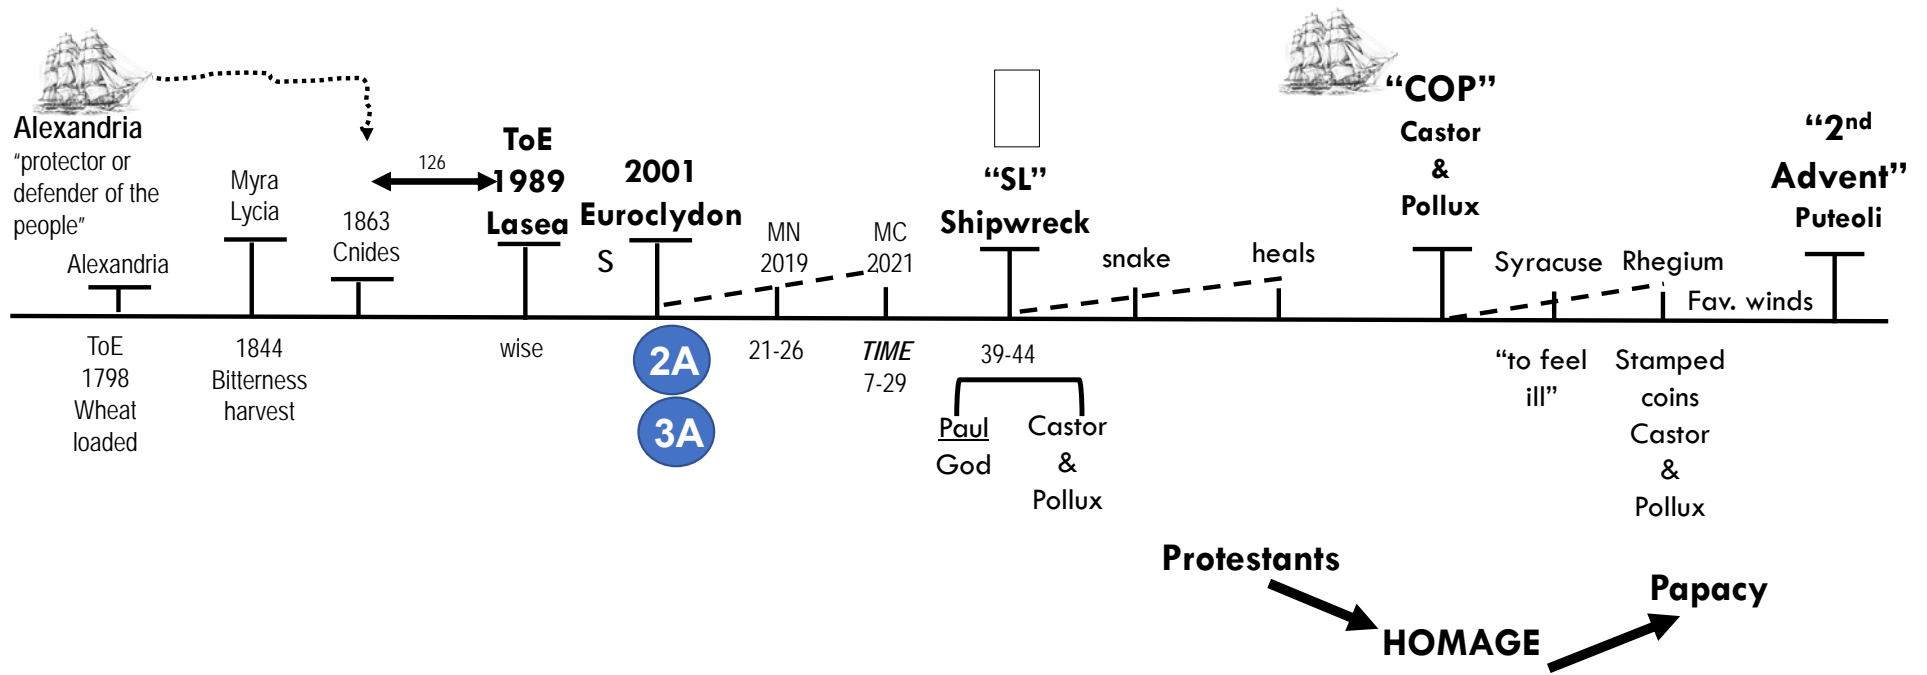 Alexandria
"protector or
defender of the
people"
Alexandria
ToE
1798
Wheat
loaded
Myra
Lycia
1844
Bitterness
harvest
1863
Cnides
126
ToE
1989
Lasea
wise
2001
Euroclydon
S
2A
3A
MN
2019
21-26
MC
2021
TIME
7-29
“SL”
Shipwreck
39-44
Paul
God
Castor
&
Pollux
snake
heals
“COP”
Castor
&
Pollux
Syracuse
“to feel
ill”
Rhegium
Stamped
coins
Castor
&
Pollux
Fav. winds
“2nd
Advent”
Puteoli
Protestants
HOMAGE
Papacy